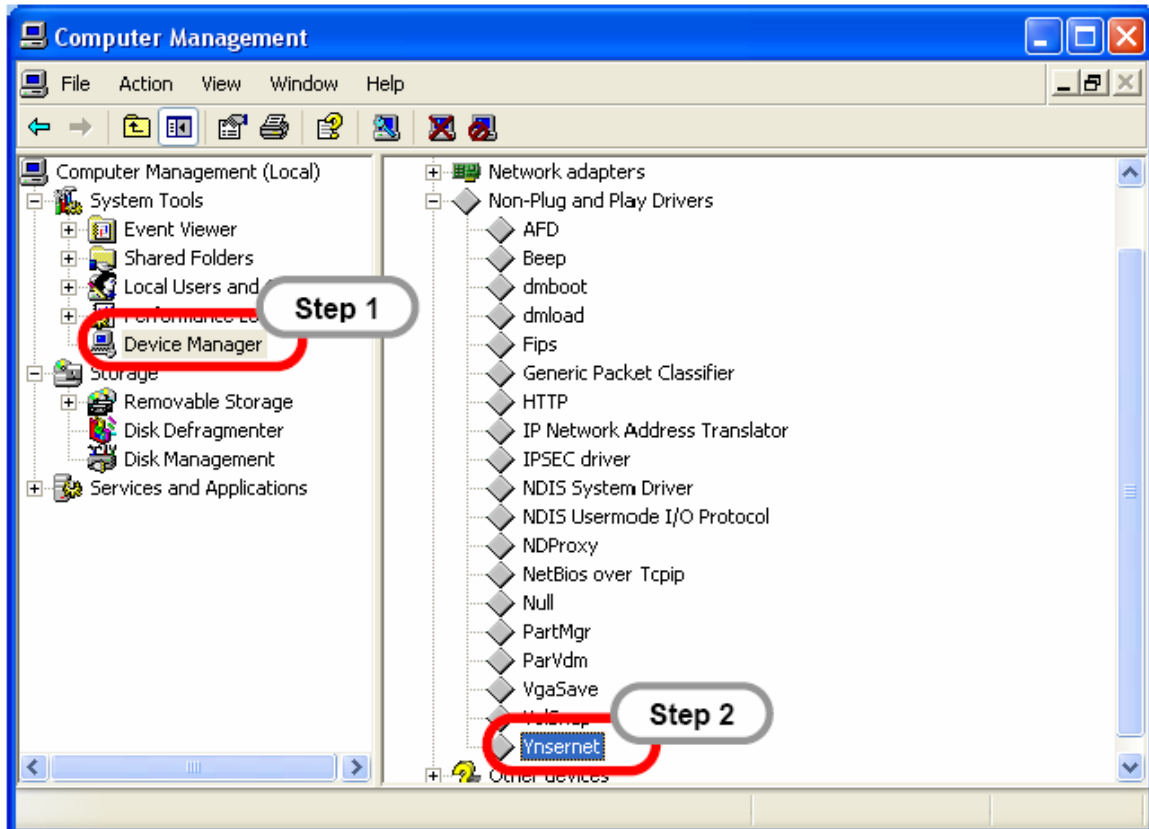 Computer Management
File Action View Window Help
Computer Management (Local)
System Tools
Event Viewer
Shared Folders
Local Users and
Step 1
Device Manager
Storage
Removable Storage
Disk Defragmenter
Disk Management
Services and Applications
Network adapters
Non-Plug and Play Drivers
AFD
Beep
dmboot
dmload
Fips
Generic Packet Classifier
HTTP
IP Network Address Translator
IPSEC driver
NDIS System Driver
NDIS Usermode I/O Protocol
NDProxy
NetBios over Tcpip
Null
PartMgr
ParVdm
VgaSave
Step 2
Ynsernet
Other devices